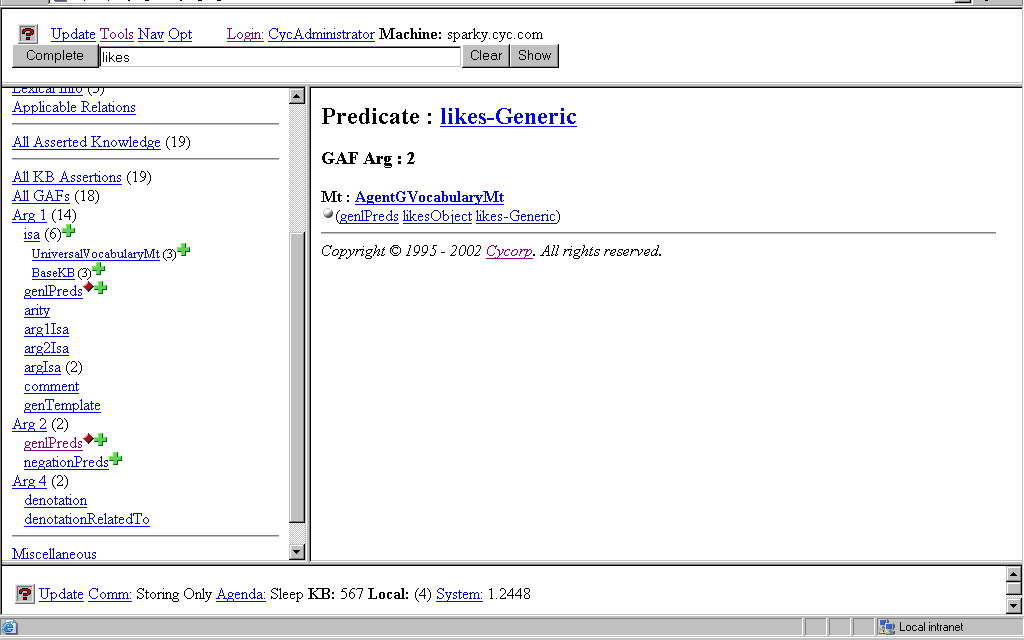 Update Tools Nav Opt Login: CycAdministrator Machine: sparky.cyc.com
Complete likes Clear Show
Lexical Info (5)
Applicable Relations
All Asserted Knowledge (19)
All KB Assertions (19)
All GAFs (18)
Arg 1 (14)
isa (6)
UniversalVocabularyMt (3)
BaseKB (3)
genlPreds
arity
arg1Isa
arg2Isa
argIsa (2)
comment
genTemplate
Arg 2 (2)
genlPreds
negationPreds
Arg 4 (2)
denotation
denotationRelatedTo
Miscellaneous
Predicate : likes-Generic
GAF Arg : 2
Mt : AgentGVocabularyMt
(genlPreds likesObject likes-Generic)
Copyright © 1995 - 2002 Cycorp. All rights reserved.
Update Comm: Storing Only Agenda: Sleep KB: 567 Local: (4) System: 1.2448
Local intranet